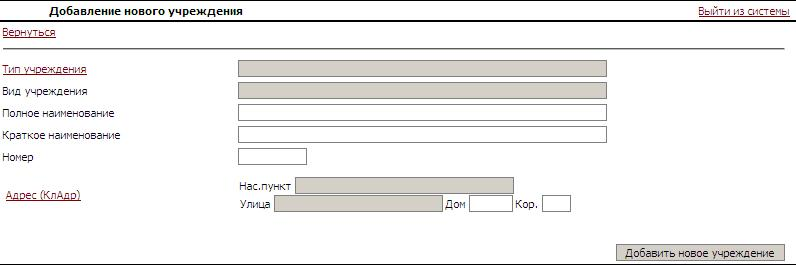 Добавление нового учреждения Выйти из системы
Вернуться
Тип учреждения
Вид учреждения
Полное наименование
Краткое наименование
Номер
Адрес (КлАдр) Нас.пункт
Улица Дом Кор.
Добавить новое учреждение